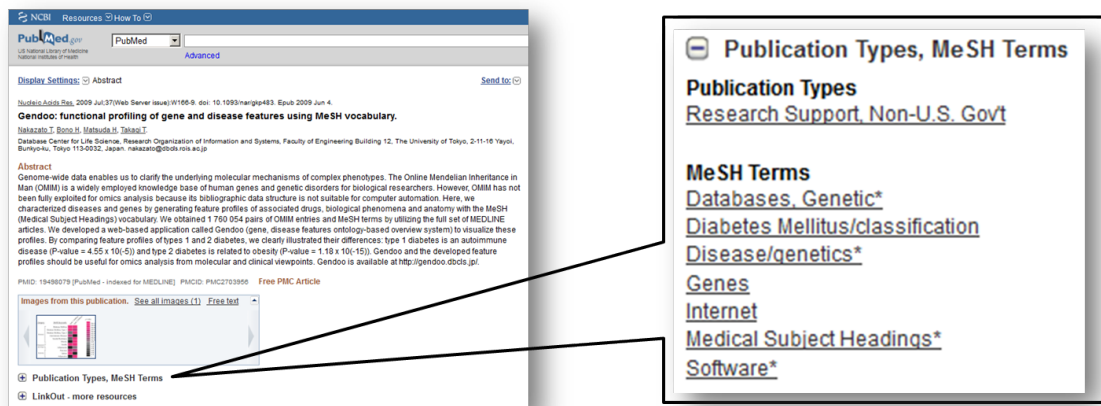 NCBI Resources How To
PubMed.gov
US National Library of Medicine
National Institutes of Health
PubMed
Advanced
Display Settings: Abstract
Send to:
Nucleic Acids Res. 2009 Jul;37(Web Server issue):W166-9. doi: 10.1093/nar/gkp483. Epub 2009 Jun 4.
Gendoo: functional profiling of gene and disease features using MeSH vocabulary.
Nakazato T, Bono H, Matsuda H, Takagi T.
Database Center for Life Science, Research Organization of Information and Systems, Faculty of Engineering Building 12, The University of Tokyo, 2-11-16 Yayoi,
Bunkyo-ku, Tokyo 113-0032, Japan. nakazato@dbcls.rois.ac.jp
Abstract
Genome-wide data enables us to clarify the underlying molecular mechanisms of complex phenotypes. The Online Mendelian Inheritance in
Man (OMIM) is a widely employed knowledge base of human genes and genetic disorders for biological researchers. However, OMIM has not
been fully exploited for omics analysis because its bibliographic data structure is not suitable for computer automation. Here, we
characterized diseases and genes by generating feature profiles of associated drugs, biological phenomena and anatomy with the MeSH
(Medical Subject Headings) vocabulary. We obtained 1 760 054 pairs of OMIM entries and MeSH terms by utilizing the full set of MEDLINE
articles. We developed a web-based application called Gendoo (gene, disease features ontology-based overview system) to visualize these
profiles. By comparing feature profiles of types 1 and 2 diabetes, we clearly illustrated their differences: type 1 diabetes is an autoimmune
disease (P-value = 4.55 x 10(-5)) and type 2 diabetes is related to obesity (P-value = 1.18 x 10(-15)). Gendoo and the developed feature
profiles should be useful for omics analysis from molecular and clinical viewpoints. Gendoo is available at http://gendoo.dbcls.jp/.
PMID: 19498079 [PubMed - indexed for MEDLINE] PMCID: PMC2703956 Free PMC Article
Images from this publication. See all images (1) Free text
Publication Types, MeSH Terms
LinkOut - more resources
Publication Types, MeSH Terms
Publication Types
Research Support, Non-U.S. Gov't
MeSH Terms
Databases, Genetic*
Diabetes Mellitus/classification
Disease/genetics*
Genes
Internet
Medical Subject Headings*
Software*